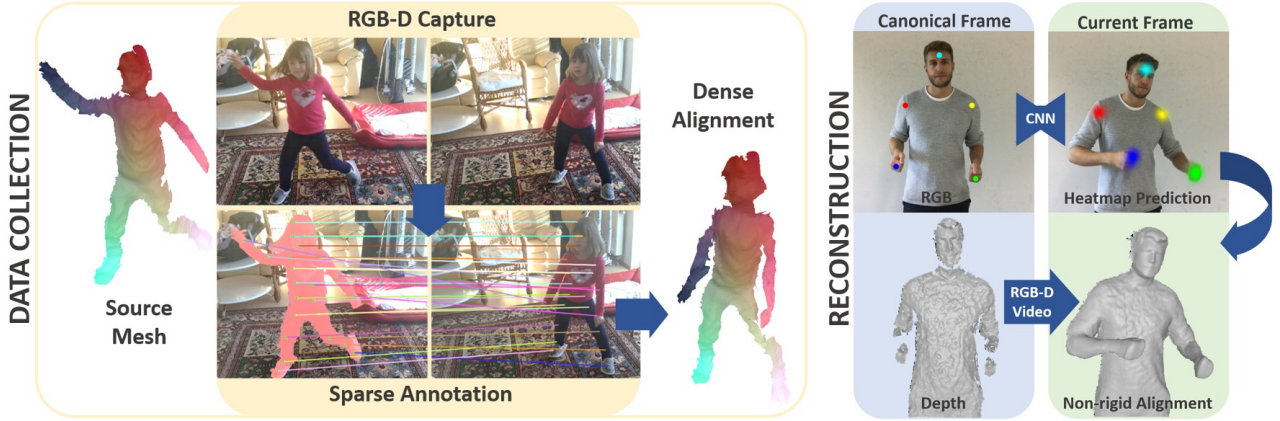 DATA COLLECTION
RGB-D Capture
Source
Mesh
Sparse Annotation
Dense
Alignment
RECONSTRUCTION
Canonical Frame
Current Frame
CNN
RGB
Heatmap Prediction
RGB-D
Video
Depth
Non-rigid Alignment